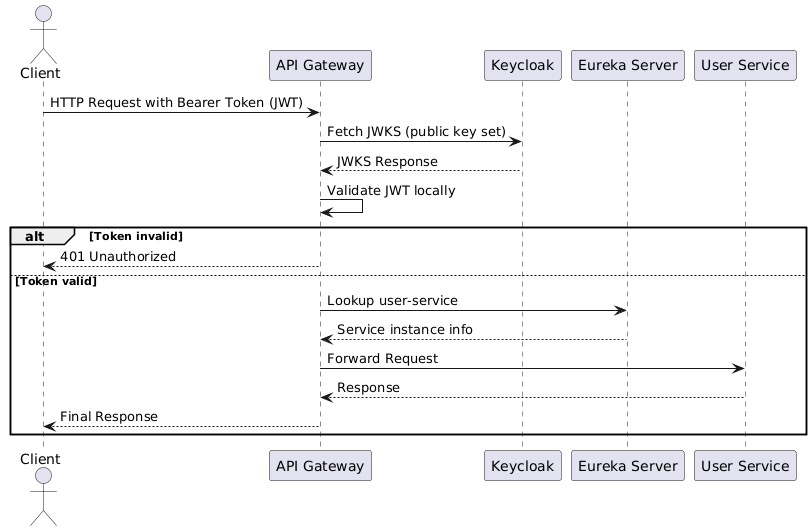 Client
API Gateway
Keycloak
Eureka Server
User Service
HTTP Request with Bearer Token (JWT)
Fetch JWKS (public key set)
JWKS Response
Validate JWT locally
alt
[Token invalid]
401 Unauthorized
[Token valid]
Lookup user-service
Service instance info
Forward Request
Response
Final Response
Client
API Gateway
Keycloak
Eureka Server
User Service